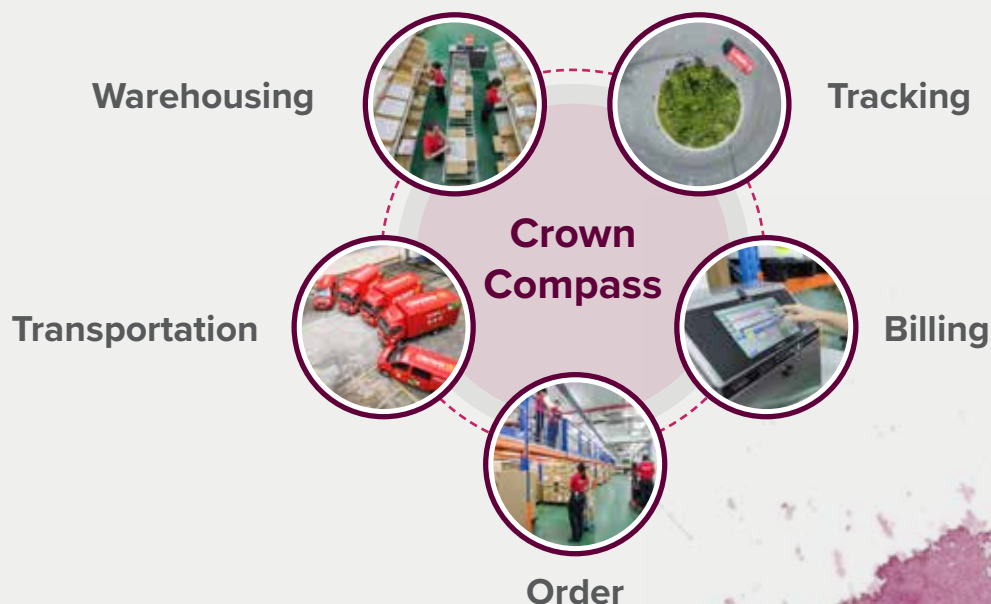 Warehousing
Tracking
Crown
Compass
Transportation
Billing
Order